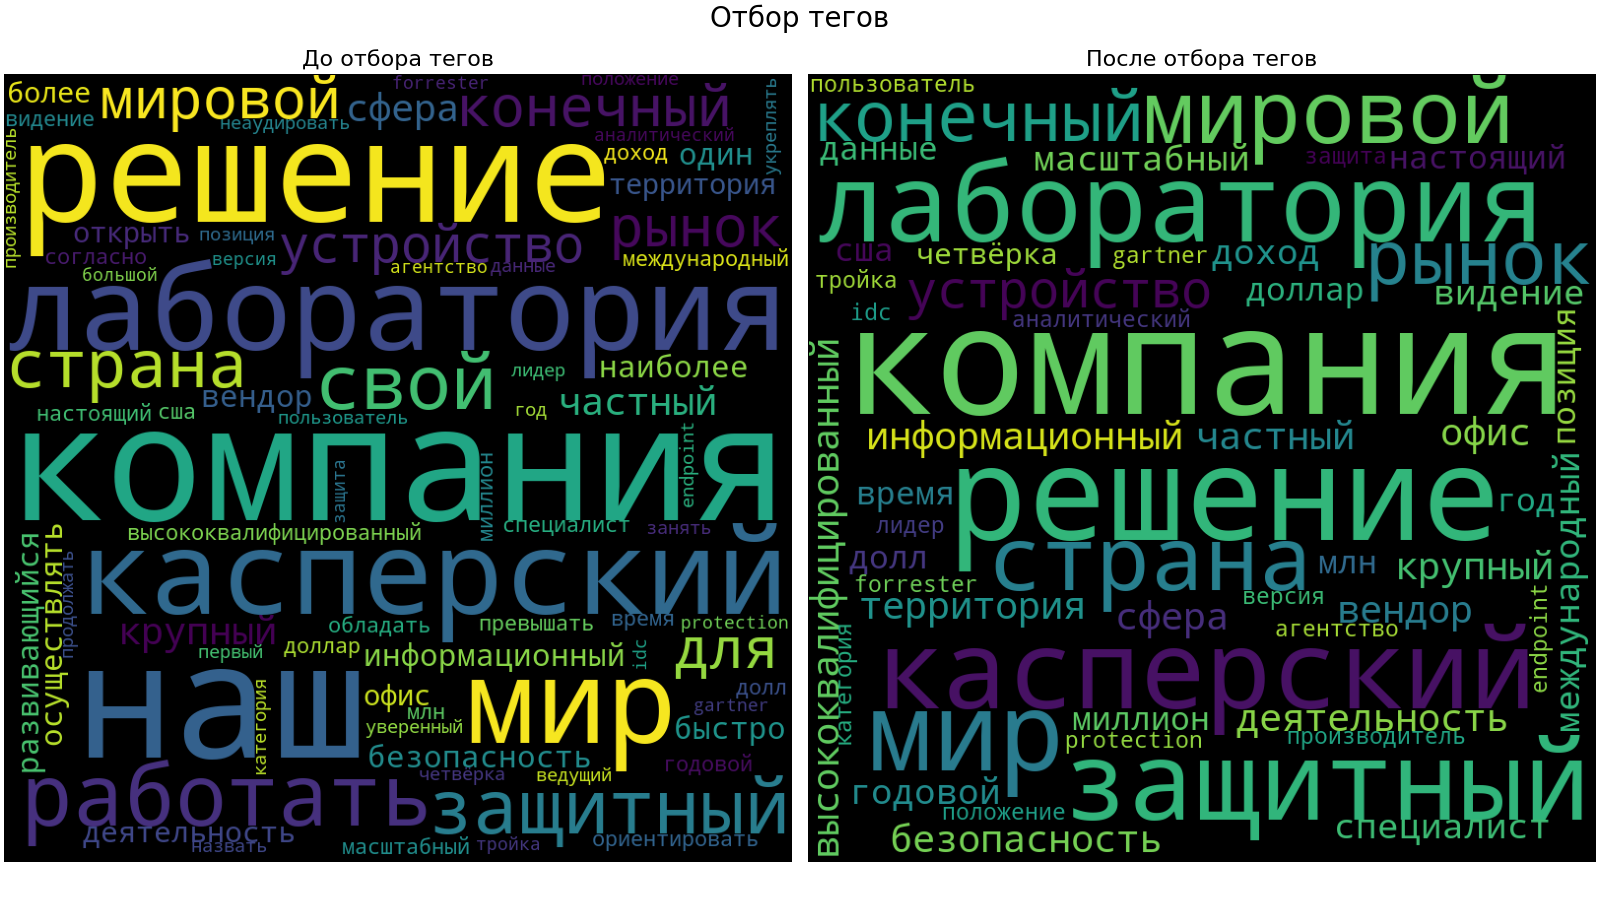 Отбор тегов
До отбора тегов
более
мировой
forrester
положение
сфера
конечный
видение
неаудировать
аналитический
укреплять
производитель
решение
доход
один
территория
открыть
позиция
устройство
рынок
согласно
версия
агентство
данные
международный
большой
лаборатория
страна
вендор
свой
лидер
наиболее
настоящий
сша
пользователь
год
частный
компания
защита
миллион
endpoint
высококвалифицированный
специалист
занять
развивающийся
осуществлять
продолжать
касперский
крупный
обладать
превышать
время
protection
первый
доллар
информационный
idc
для
наш
категория
офис
млн
уверенный
мир
долл
gartner
быстро
безопасность
годовой
четвёрка
ведущий
работать
защитный
деятельность
назвать
масштабный
тройка
ориентировать
После отбора тегов
пользователь
конечный
мировой
данные
масштабный
защита
настоящий
лаборатория
сша
четвёрка
gartner
доход
рынок
тройка
устройство
доллар
видение
idc
аналитический
компания
позиция
высококвалифицированный
информационный
частный
офис
время
решение
год
лидер
долл
страна
млн
крупный
международный
forrester
территория
сфера
версия
вендор
endpoint
агентство
категория
касперский
мир
миллион
деятельность
protection
производитель
годовой
защитный
положение
безопасность
специалист